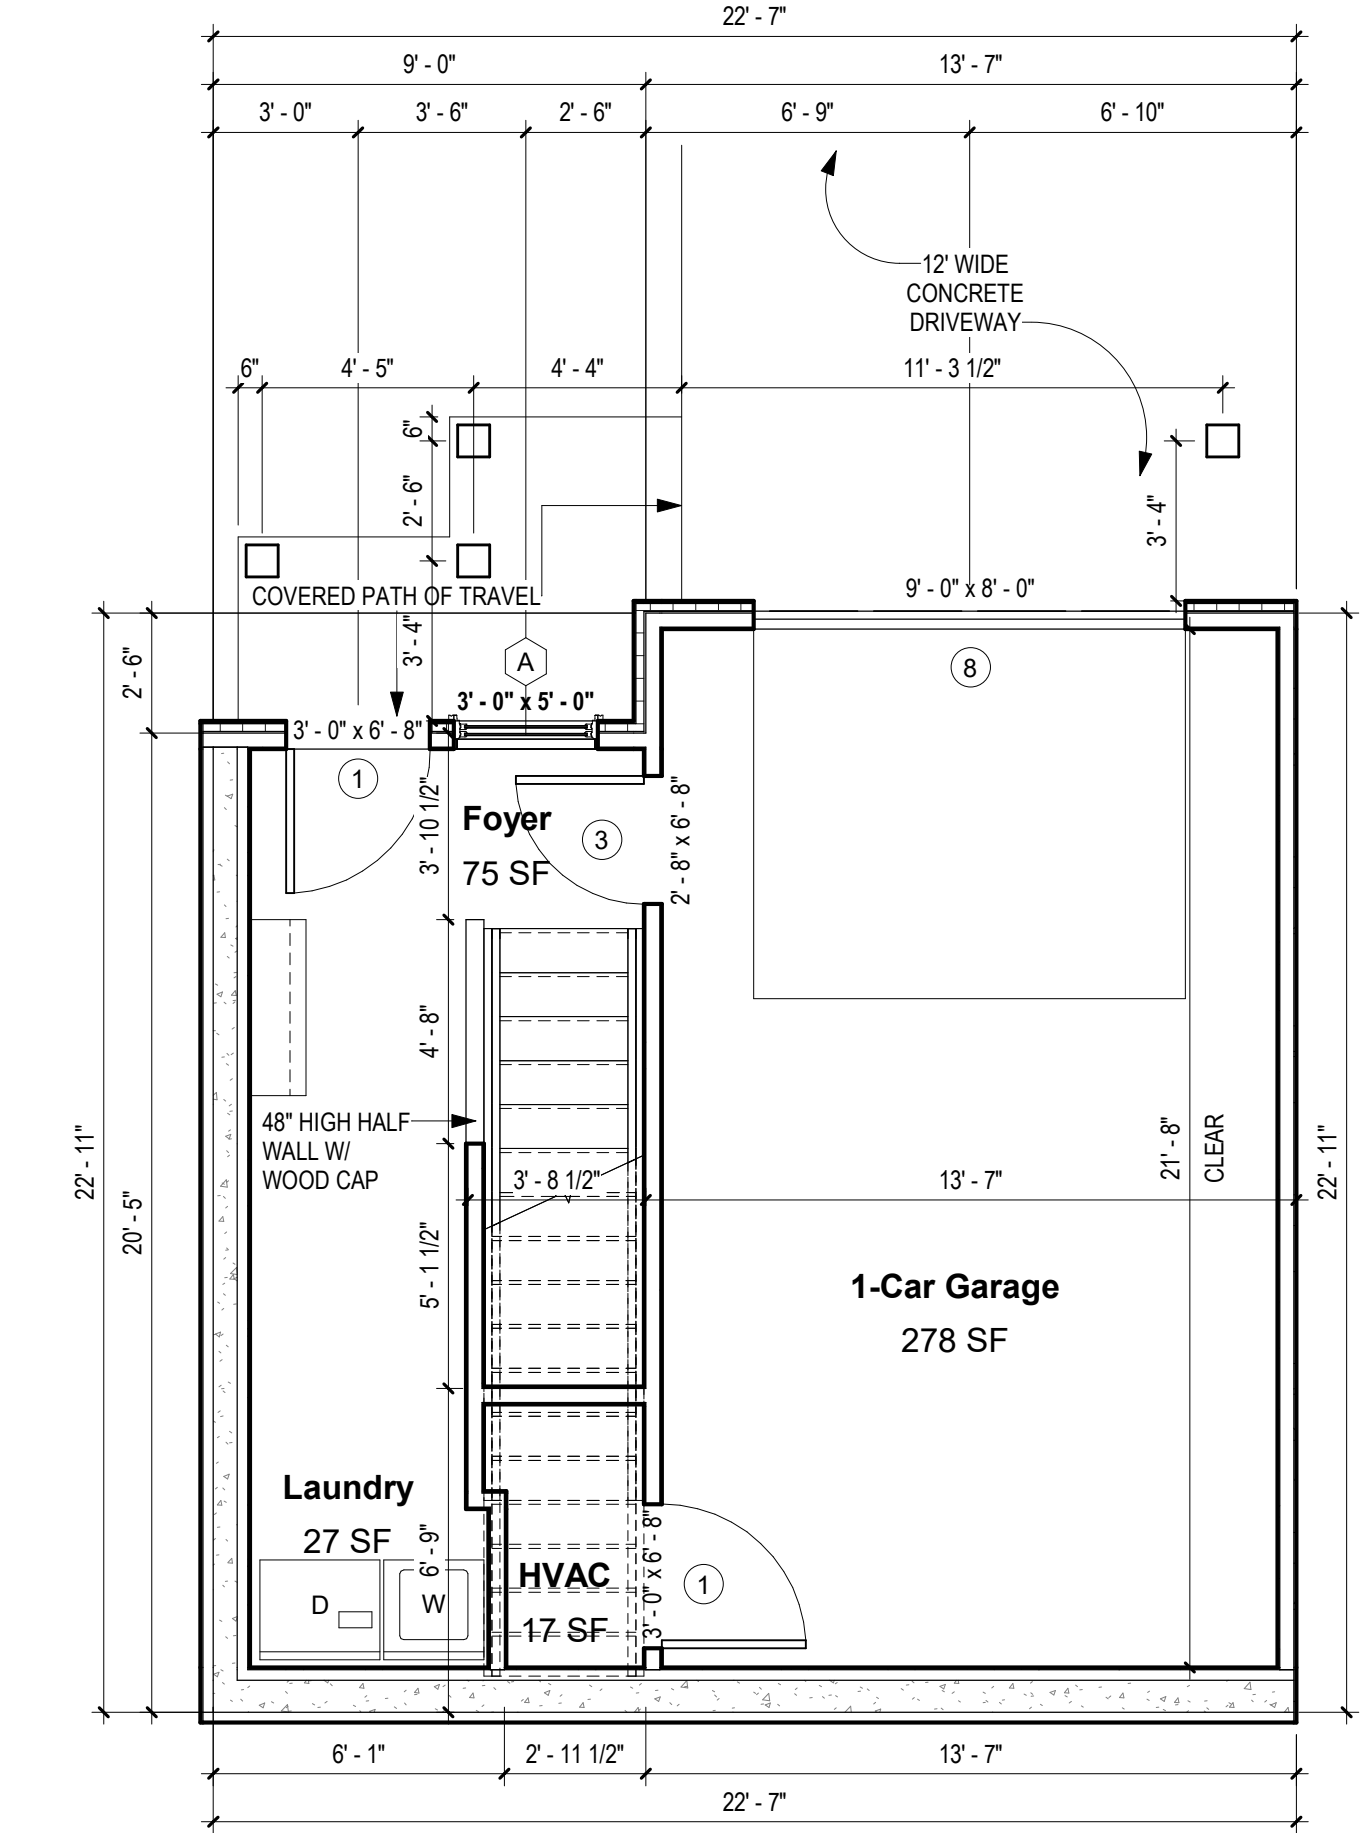 22' - 7"
9' - 0"
13' - 7"
3' - 0"
3' - 6"
2' - 6"
6' - 9"
6' - 10"
12' WIDE
CONCRETE
DRIVEWAY
6"
4' - 5"
4' - 4"
11' - 3 1/2"
6"
2' - 6"
3' - 4"
COVERED PATH OF TRAVEL
9' - 0" x 8' - 0"
3' - 4"
2' - 6"
A
8
3' - 0" x 5' - 0"
3' - 0" x 6' - 8"
1
3' - 10 1/2"
Foyer
75 SF
3
2' - 8" x 6' - 8"
4' - 8"
48" HIGH HALF
WALL W/
WOOD CAP
22' - 11"
20' - 5"
3' - 8 1/2"
13' - 7"
21' - 8"
CLEAR
22' - 11"
5' - 1 1/2"
1-Car Garage
278 SF
Laundry
27 SF
6' - 9"
HVAC
17 SF
3' - 0" x 6' - 8"
1
D
W
6' - 1"
2' - 11 1/2"
13' - 7"
22' - 7"